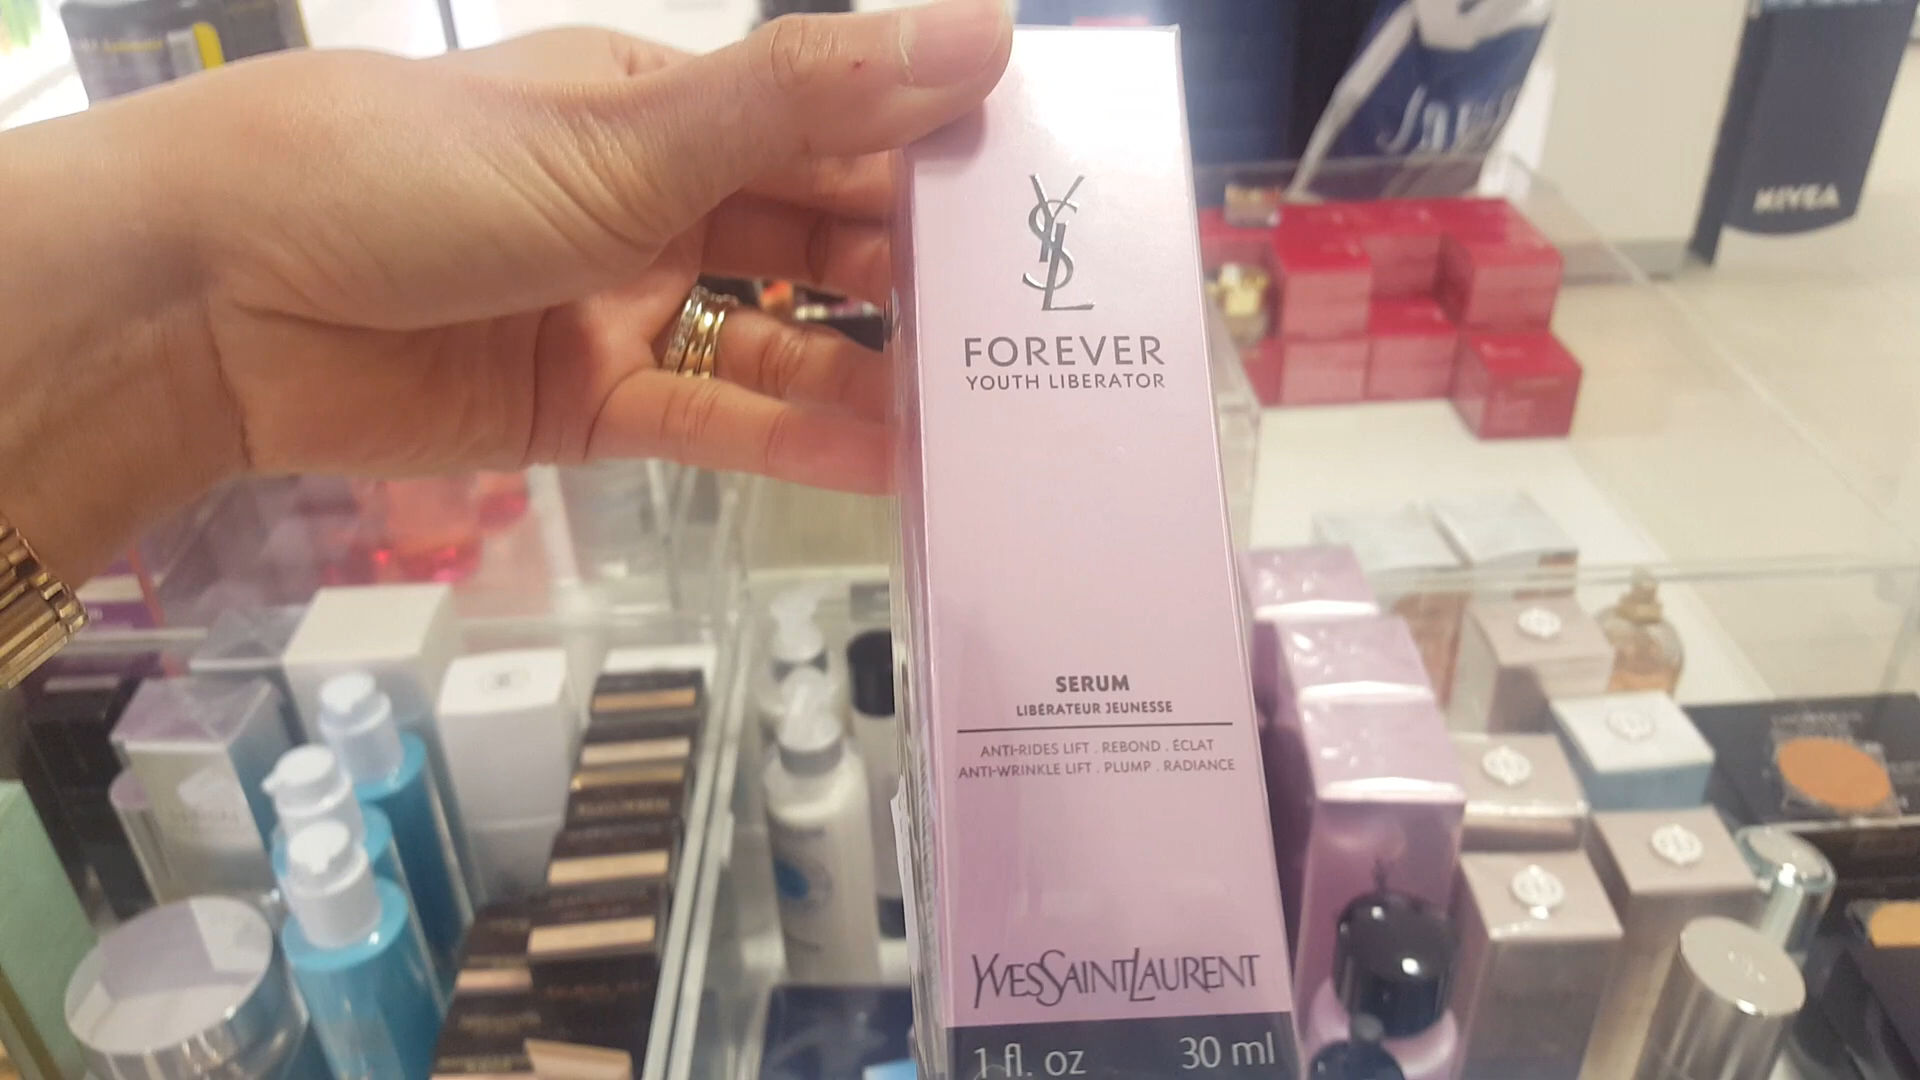 YSL
FOREVER
YOUTH LIBERATOR
SERUM
LIBÉRATEUR JEUNESSE
ANTI-RIDES LIFT . REBOND . ÉCLAT
ANTI-WRINKLE LIFT . PLUMP . RADIANCE
YVESSAINTLAURENT
1 fl. oz 30 ml
NIVEA